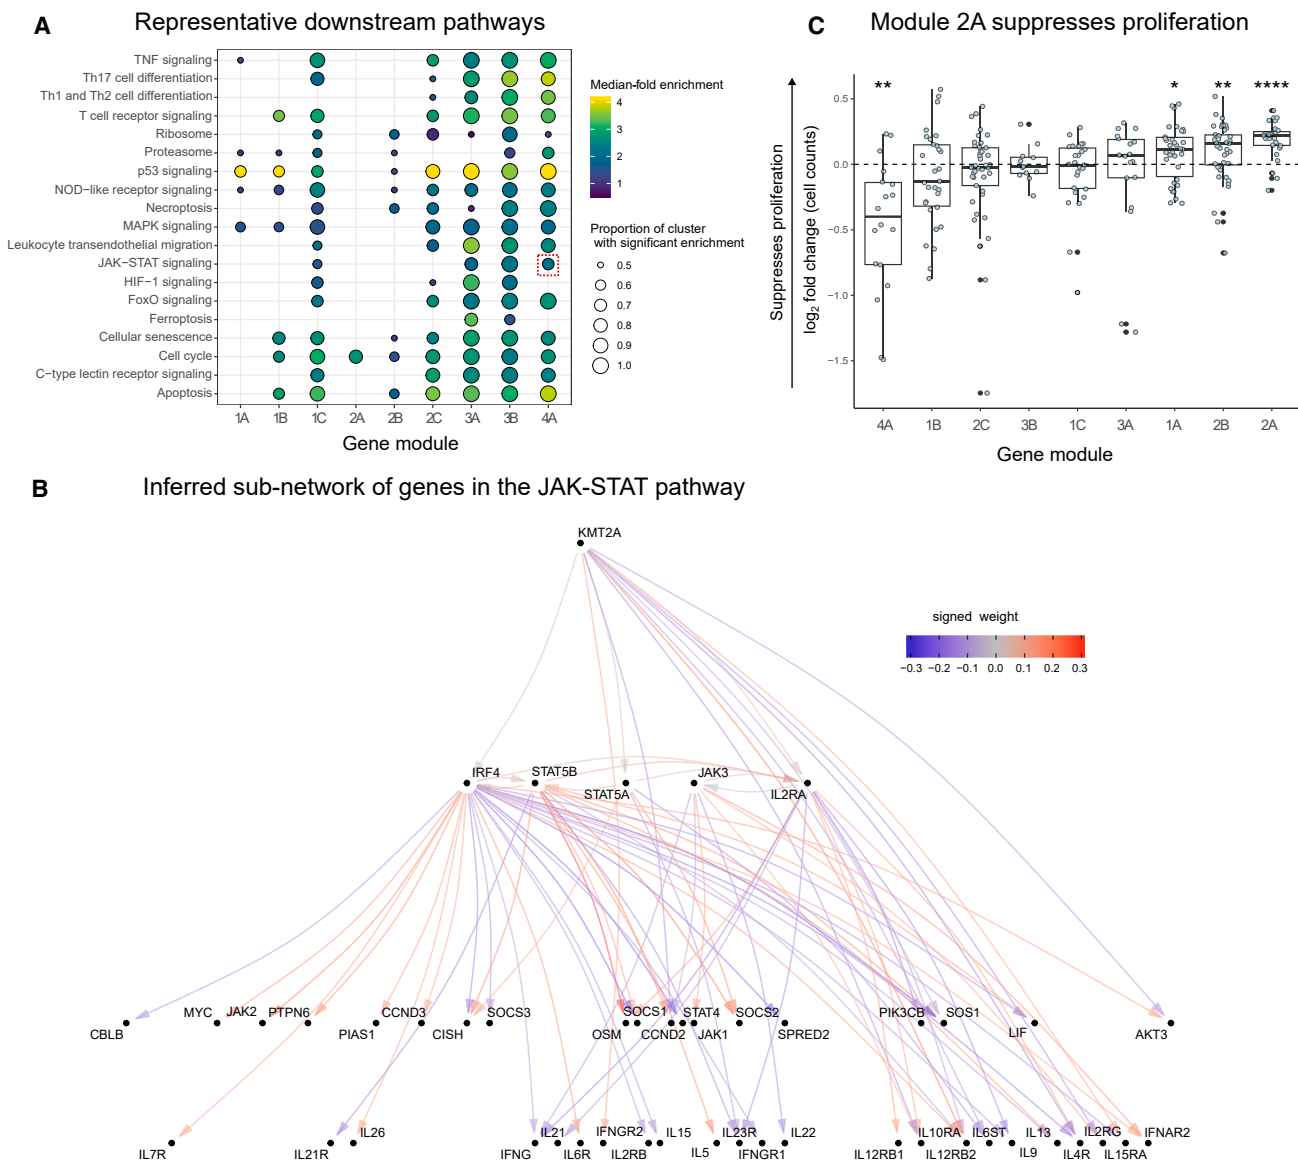 A Representative downstream pathways
TNF signaling
Th17 cell differentiation
Th1 and Th2 cell differentiation
T cell receptor signaling
Ribosome
Proteasome
p53 signaling
NOD−like receptor signaling
Necroptosis
MAPK signaling
Leukocyte transendothelial migration
JAK−STAT signaling
HIF−1 signaling
FoxO signaling
Ferroptosis
Cellular senescence
Cell cycle
C−type lectin receptor signaling
Apoptosis
1A 1B 1C 2A 2B 2C 3A 3B 4A
Gene module
Median-fold enrichment
4
3
2
1
Proportion of cluster
with significant enrichment
0.5
0.6
0.7
0.8
0.9
1.0
C Module 2A suppresses proliferation
Suppresses proliferation
log2 fold change (cell counts)
0.5
0.0
−0.5
−1.0
−1.5
** * ** ****
4A 1B 2C 3B 1C 3A 1A 2B 2A
Gene module
B Inferred sub-network of genes in the JAK-STAT pathway
KMT2A
signed weight
−0.3 −0.2 −0.1 0.0 0.1 0.2 0.3
IRF4 STAT5B JAK3
STAT5A IL2RA
MYC JAK2 PTPN6 CCND3 SOCS3 SOCS1 STAT4 SOCS2 PIK3CB SOS1
CBLB PIAS1 CISH OSM CCND2 JAK1 SPRED2 LIF AKT3
IL26 IL21 IFNGR2 IL15 IL23R IL22 IL10RA IL6ST IL13 IL2RG IFNAR2
IL7R IL21R IFNG IL6R IL2RB IL5 IFNGR1 IL12RB1 IL12RB2 IL9 IL4R IL15RA